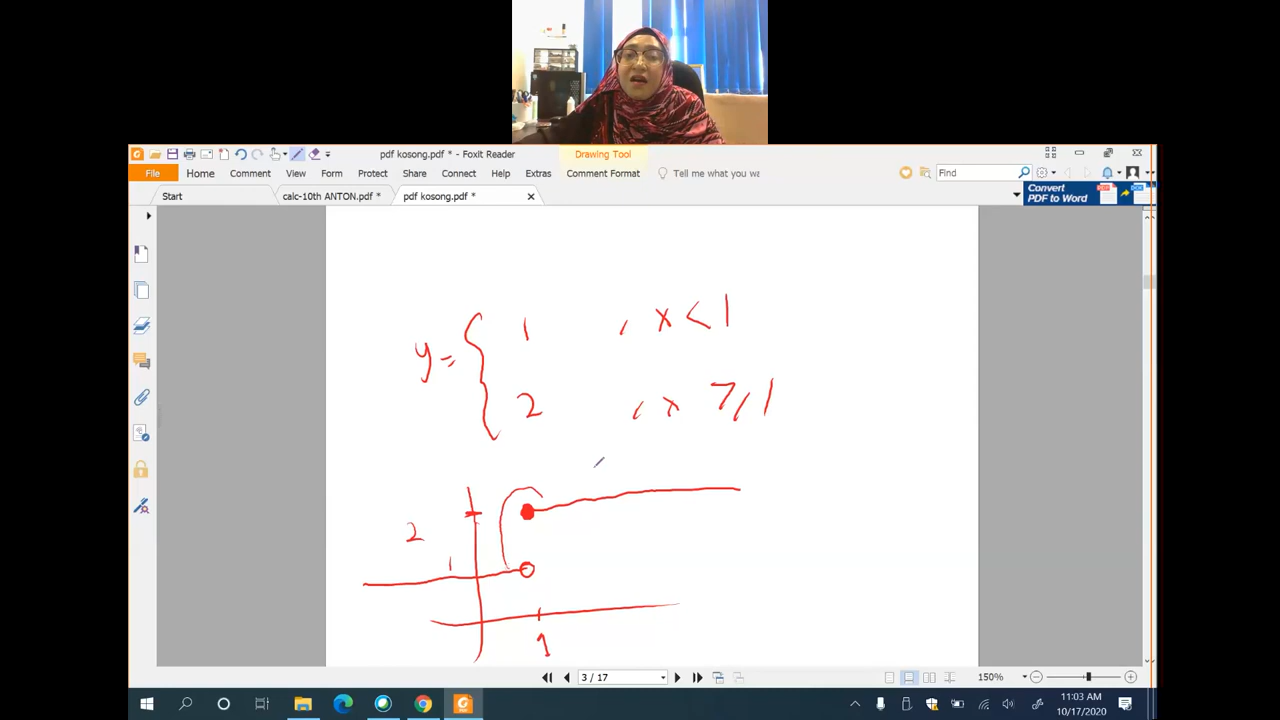 pdf kosong.pdf * - Foxit Reader
Drawing Tool
File
Home
Comment
View
Form
Protect
Share
Connect
Help
Extras
Comment Format
Tell me what you wa
Find
Start
calc-10th ANTON.pdf *
pdf kosong.pdf *
Convert
PDF to Word
y = { 1 , x < 1
2 , x ≥ 1
2
1
1
3 / 17
150%
11:03 AM
10/17/2020